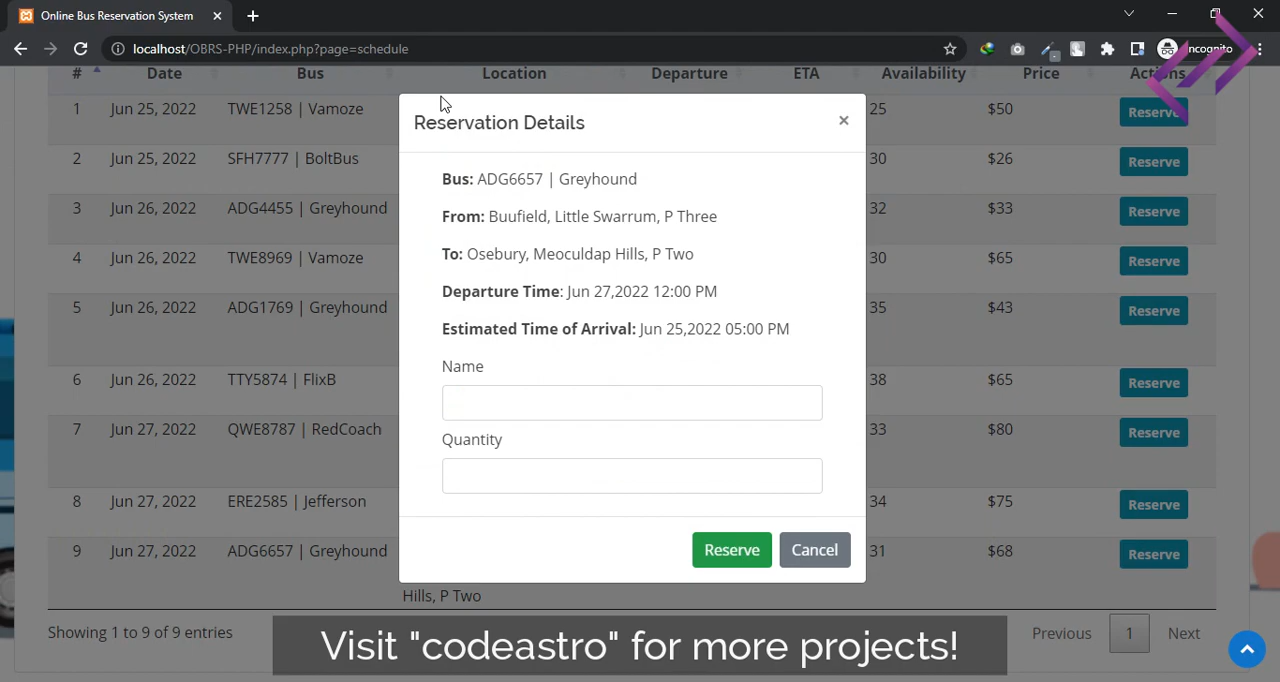 Online Bus Reservation System
localhost/OBRS-PHP/index.php?page=schedule
Incognito
# Date Bus Location Departure ETA Availability Price Actions
1 Jun 25, 2022 TWE1258 | Vamoze 25 $50 Reserve
2 Jun 25, 2022 SFH7777 | BoltBus 30 $26 Reserve
3 Jun 26, 2022 ADG4455 | Greyhound 32 $33 Reserve
4 Jun 26, 2022 TWE8969 | Vamoze 30 $65 Reserve
5 Jun 26, 2022 ADG1769 | Greyhound 35 $43 Reserve
6 Jun 26, 2022 TTY5874 | FlixB 38 $65 Reserve
7 Jun 27, 2022 QWE8787 | RedCoach 33 $80 Reserve
8 Jun 27, 2022 ERE2585 | Jefferson 34 $75 Reserve
9 Jun 27, 2022 ADG6657 | Greyhound 31 $68 Reserve
Hills, P Two
Reservation Details
×
Bus: ADG6657 | Greyhound
From: Buufield, Little Swarrum, P Three
To: Osebury, Meoculdap Hills, P Two
Departure Time: Jun 27,2022 12:00 PM
Estimated Time of Arrival: Jun 25,2022 05:00 PM
Name
Quantity
Reserve Cancel
Showing 1 to 9 of 9 entries
Previous 1 Next
Visit "codeastro" for more projects!